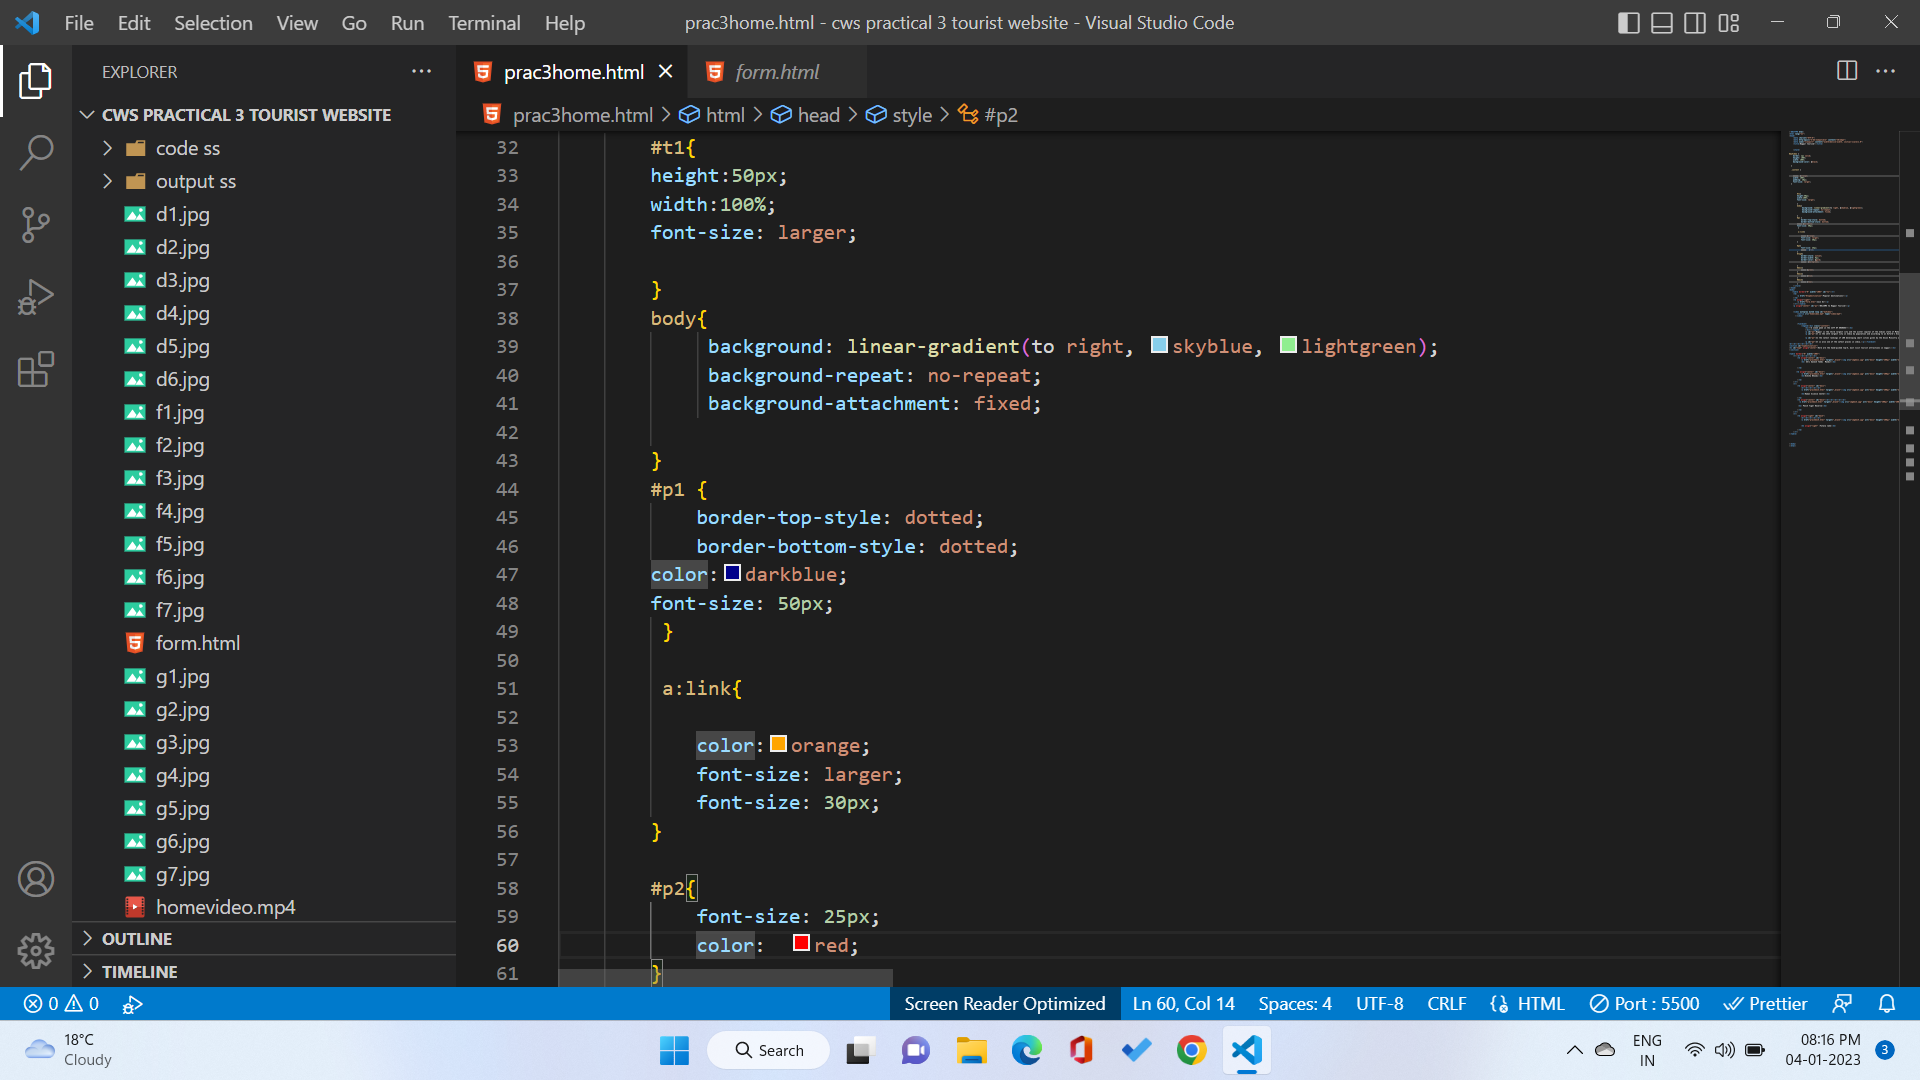 File Edit Selection View Go Run Terminal Help
prac3home.html - cws practical 3 tourist website - Visual Studio Code
EXPLORER
CWS PRACTICAL 3 TOURIST WEBSITE
code ss
output ss
d1.jpg
d2.jpg
d3.jpg
d4.jpg
d5.jpg
d6.jpg
f1.jpg
f2.jpg
f3.jpg
f4.jpg
f5.jpg
f6.jpg
f7.jpg
form.html
g1.jpg
g2.jpg
g3.jpg
g4.jpg
g5.jpg
g6.jpg
g7.jpg
homevideo.mp4
OUTLINE
TIMELINE
prac3home.html form.html
prac3home.html > html > head > style > #p2
32 #t1{
33 height:50px;
34 width:100%;
35 font-size: larger;
36
37 }
38 body{
39 background: linear-gradient(to right, skyblue, lightgreen);
40 background-repeat: no-repeat;
41 background-attachment: fixed;
42
43 }
44 #p1 {
45 border-top-style: dotted;
46 border-bottom-style: dotted;
47 color: darkblue;
48 font-size: 50px;
49 }
50
51 a:link{
52
53 color: orange;
54 font-size: larger;
55 font-size: 30px;
56 }
57
58 #p2{
59 font-size: 25px;
60 color: red;
61 }
0 0 Screen Reader Optimized Ln 60, Col 14 Spaces: 4 UTF-8 CRLF HTML Port : 5500 Prettier
18°C
Cloudy
Search
ENG
IN
08:16 PM
04-01-2023
3